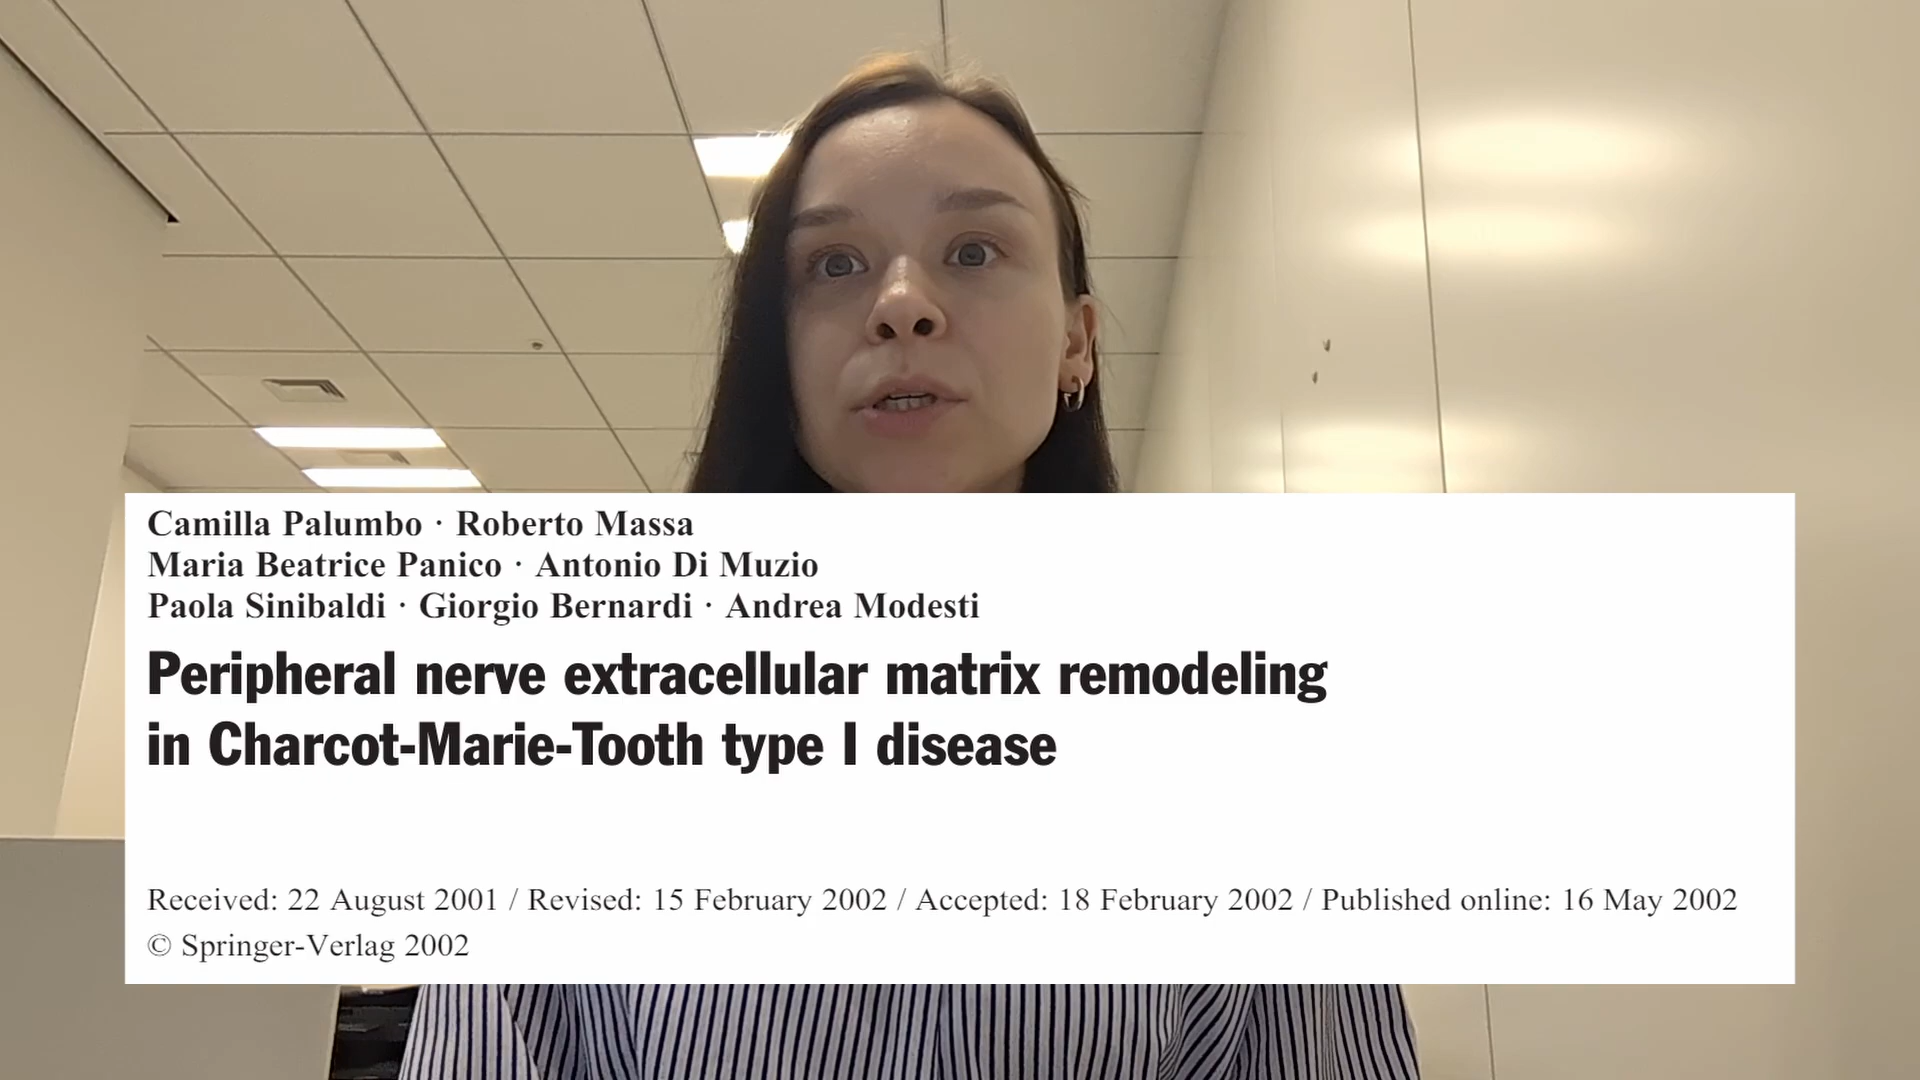 Camilla Palumbo · Roberto Massa
Maria Beatrice Panico · Antonio Di Muzio
Paola Sinibaldi · Giorgio Bernardi · Andrea Modesti
Peripheral nerve extracellular matrix remodeling
in Charcot-Marie-Tooth type I disease
Received: 22 August 2001 / Revised: 15 February 2002 / Accepted: 18 February 2002 / Published online: 16 May 2002
© Springer-Verlag 2002